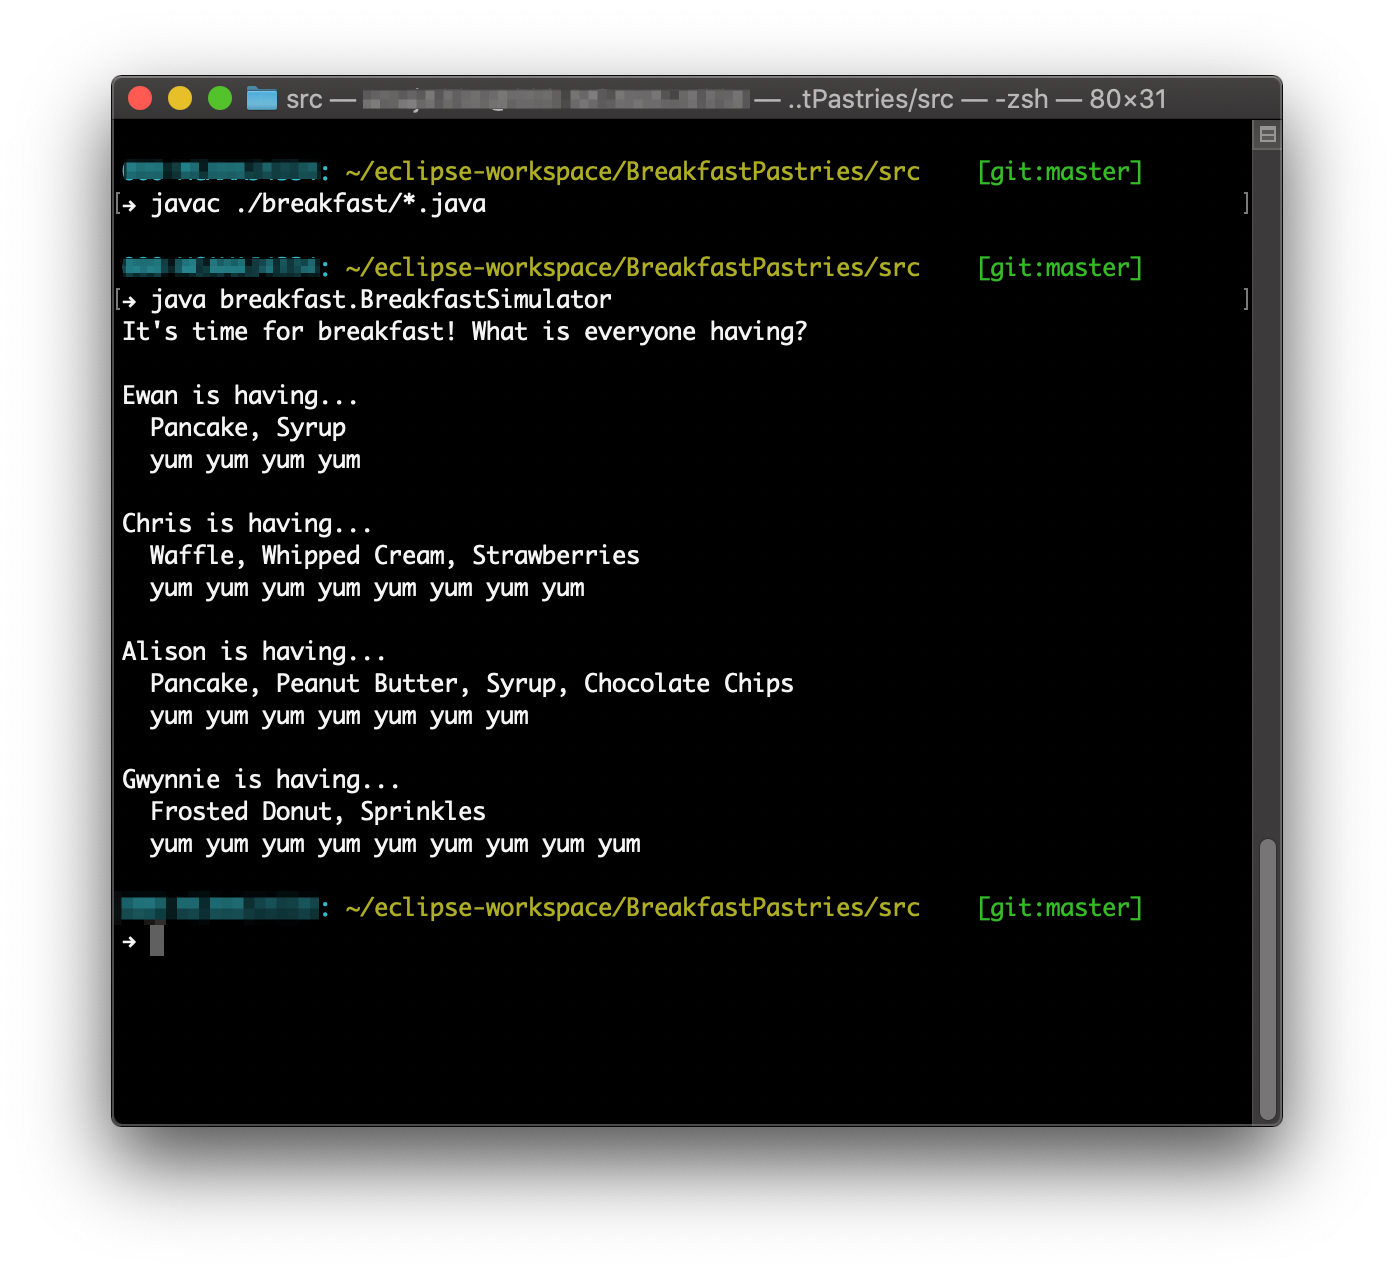 src — — ..tPastries/src — -zsh — 80×31
: ~/eclipse-workspace/BreakfastPastries/src [git:master]
[→ javac ./breakfast/*.java ]
: ~/eclipse-workspace/BreakfastPastries/src [git:master]
[→ java breakfast.BreakfastSimulator ]
It's time for breakfast! What is everyone having?
Ewan is having...
Pancake, Syrup
yum yum yum yum
Chris is having...
Waffle, Whipped Cream, Strawberries
yum yum yum yum yum yum yum yum
Alison is having...
Pancake, Peanut Butter, Syrup, Chocolate Chips
yum yum yum yum yum yum yum
Gwynnie is having...
Frosted Donut, Sprinkles
yum yum yum yum yum yum yum yum yum
: ~/eclipse-workspace/BreakfastPastries/src [git:master]
→